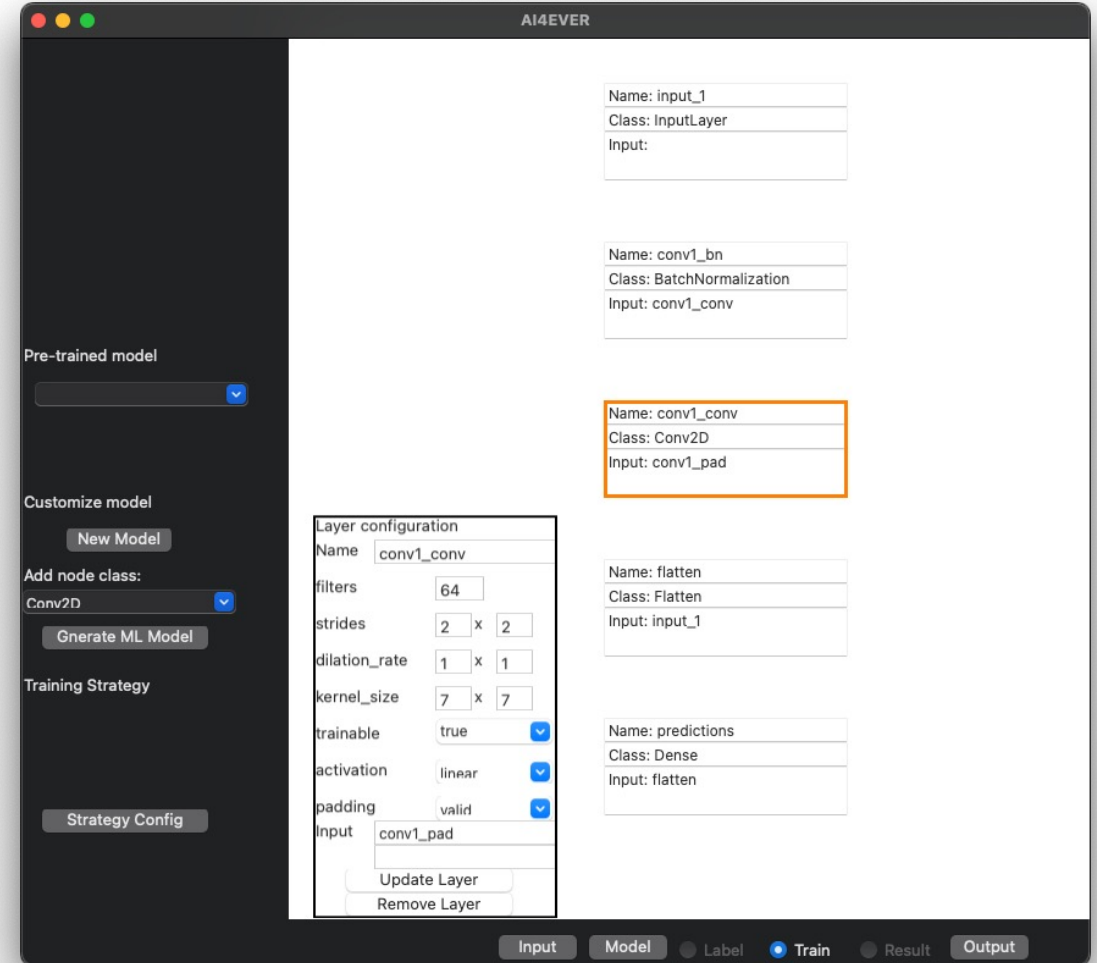 AI4EVER
Pre-trained model
Customize model
New Model
Add node class:
Conv2D
Gnerate ML Model
Training Strategy
Strategy Config
Name: input_1
Class: InputLayer
Input:
Name: conv1_bn
Class: BatchNormalization
Input: conv1_conv
Name: conv1_conv
Class: Conv2D
Input: conv1_pad
Name: flatten
Class: Flatten
Input: input_1
Name: predictions
Class: Dense
Input: flatten
Layer configuration
Name conv1_conv
filters 64
strides 2 x 2
dilation_rate 1 x 1
kernel_size 7 x 7
trainable true
activation linear
padding valid
Input conv1_pad
Update Layer
Remove Layer
Input Model Label Train Result Output